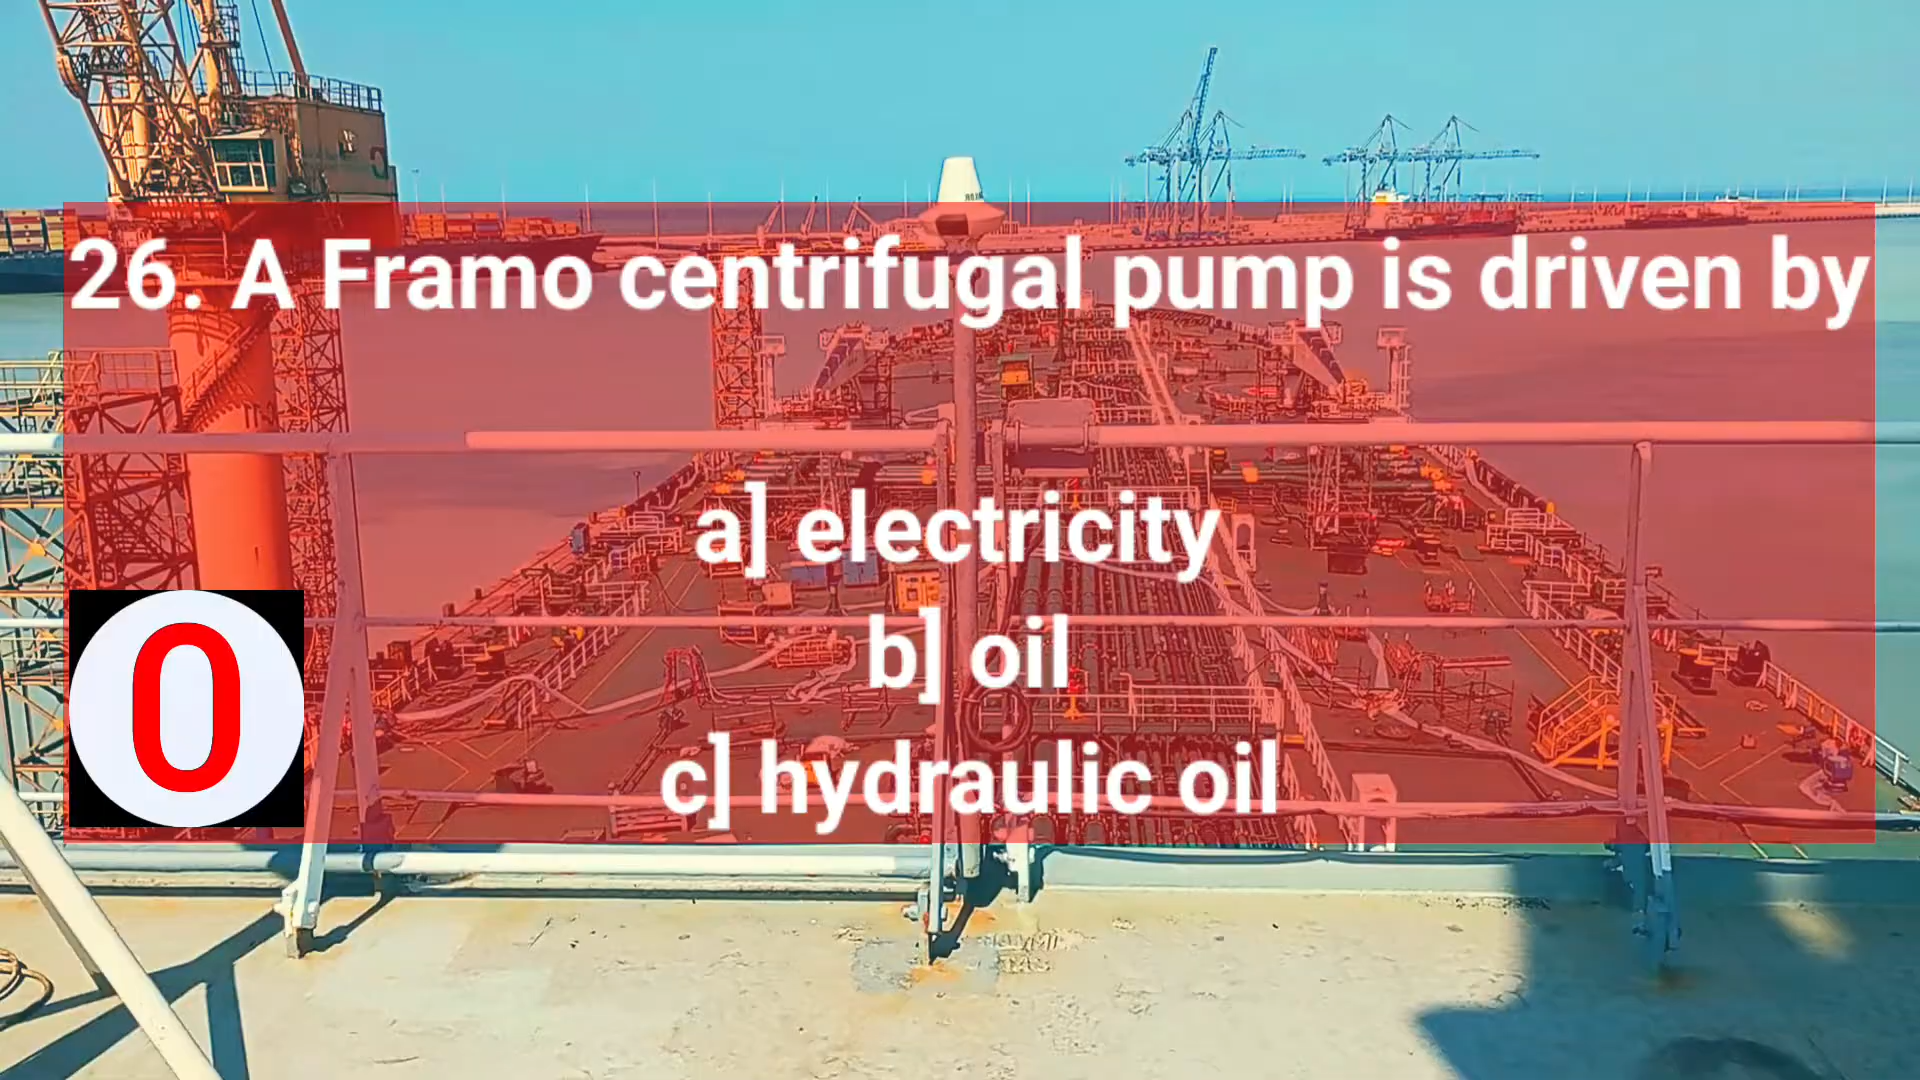 26. A Framo centrifugal pump is driven by
a] electricity
b] oil
c] hydraulic oil
0